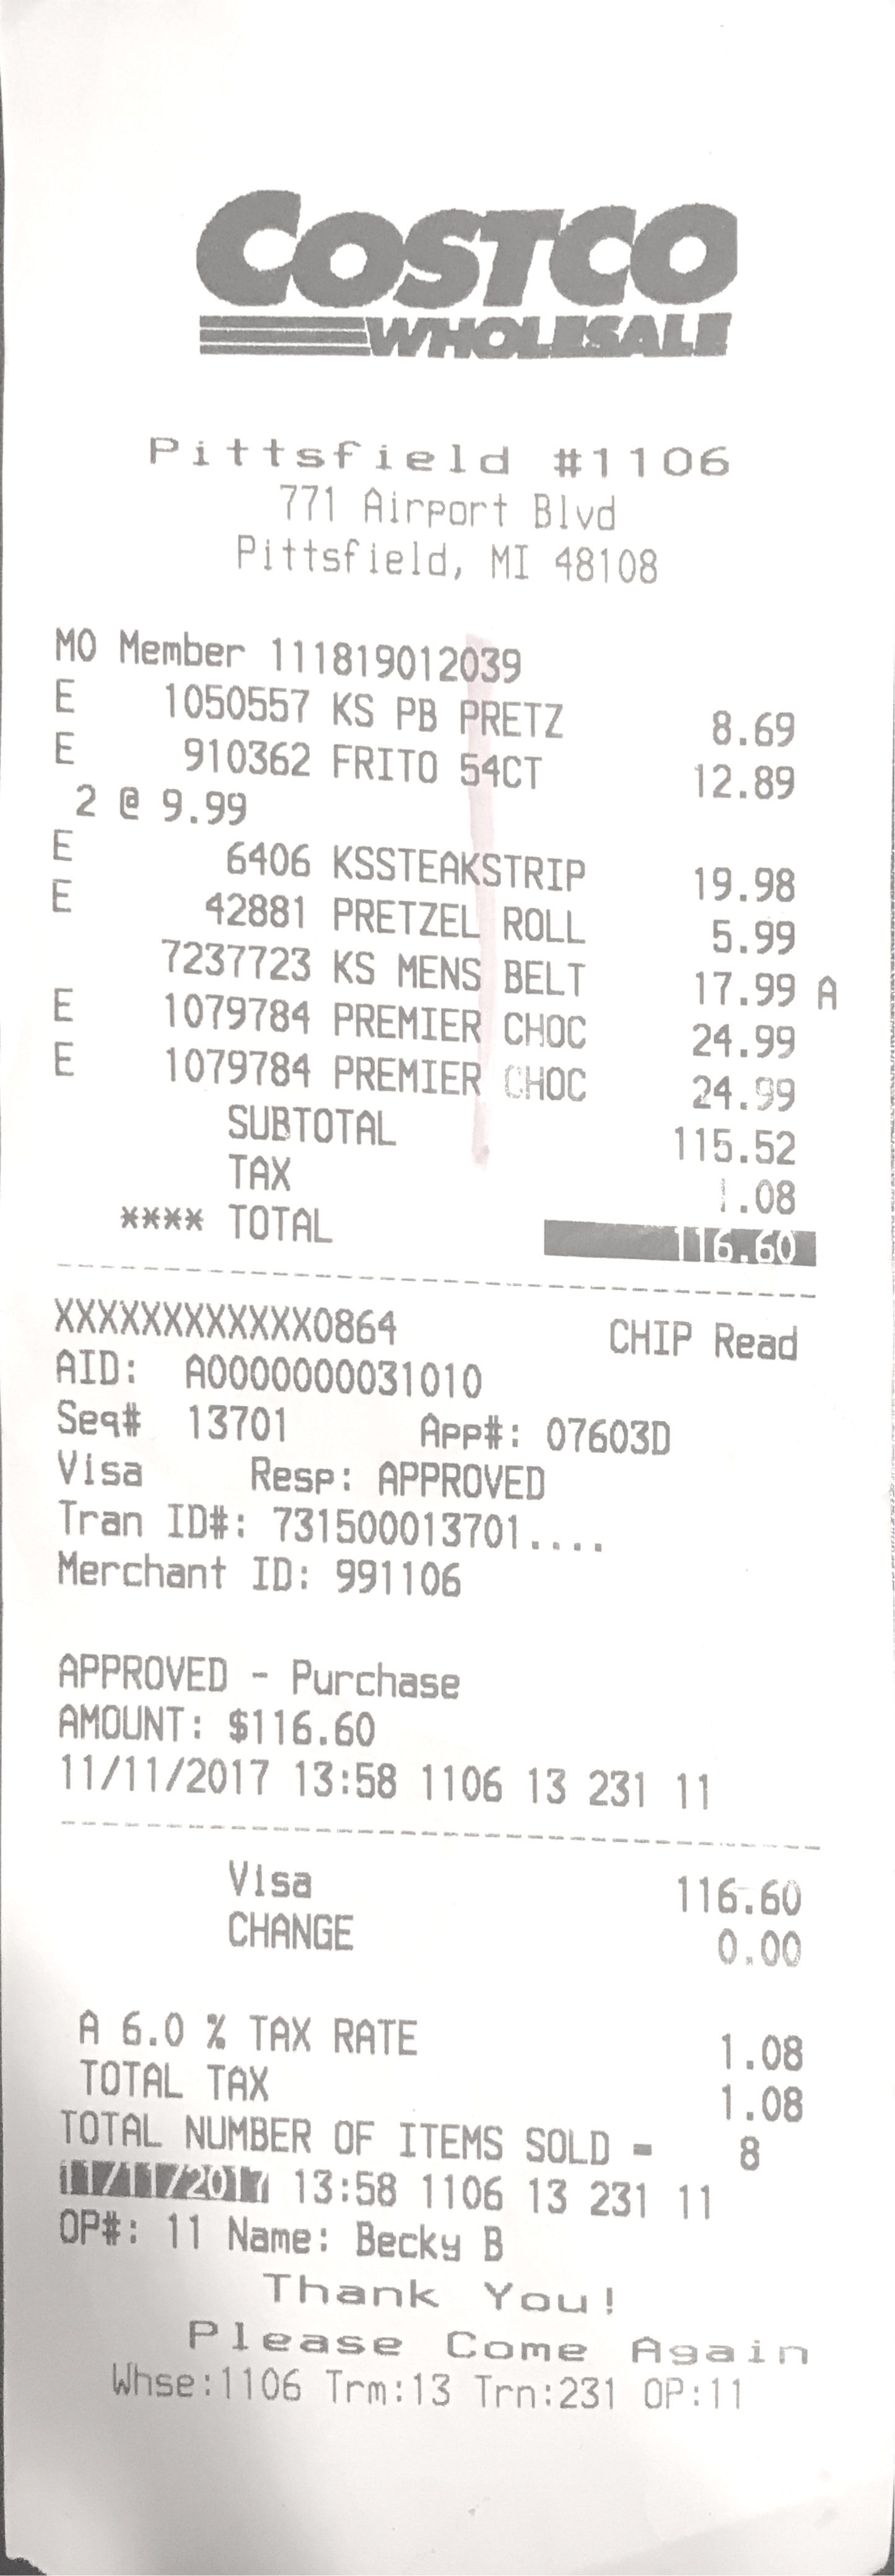 COSTCO
WHOLESALE
Pittsfield #1106
771 Airport Blvd
Pittsfield, MI 48108
MO Member 111819012039
E 1050557 KS PB PRETZ 8.69
E 910362 FRITO 54CT 12.89
2 @ 9.99
E 6406 KSSTEAKSTRIP 19.98
E 42881 PRETZEL ROLL 5.99
7237723 KS MENS BELT 17.99 A
E 1079784 PREMIER CHOC 24.99
E 1079784 PREMIER CHOC 24.99
SUBTOTAL 115.52
TAX 1.08
**** TOTAL 116.60
XXXXXXXXXXXX0864 CHIP Read
AID: A0000000031010
Seq# 13701 App#: 07603D
Visa Resp: APPROVED
Tran ID#: 731500013701....
Merchant ID: 991106
APPROVED - Purchase
AMOUNT: $116.60
11/11/2017 13:58 1106 13 231 11
Visa 116.60
CHANGE 0.00
A 6.0 % TAX RATE 1.08
TOTAL TAX 1.08
TOTAL NUMBER OF ITEMS SOLD = 8
11/11/2017 13:58 1106 13 231 11
OP#: 11 Name: Becky B
Thank You!
Please Come Again
Whse:1106 Trm:13 Trn:231 OP:11